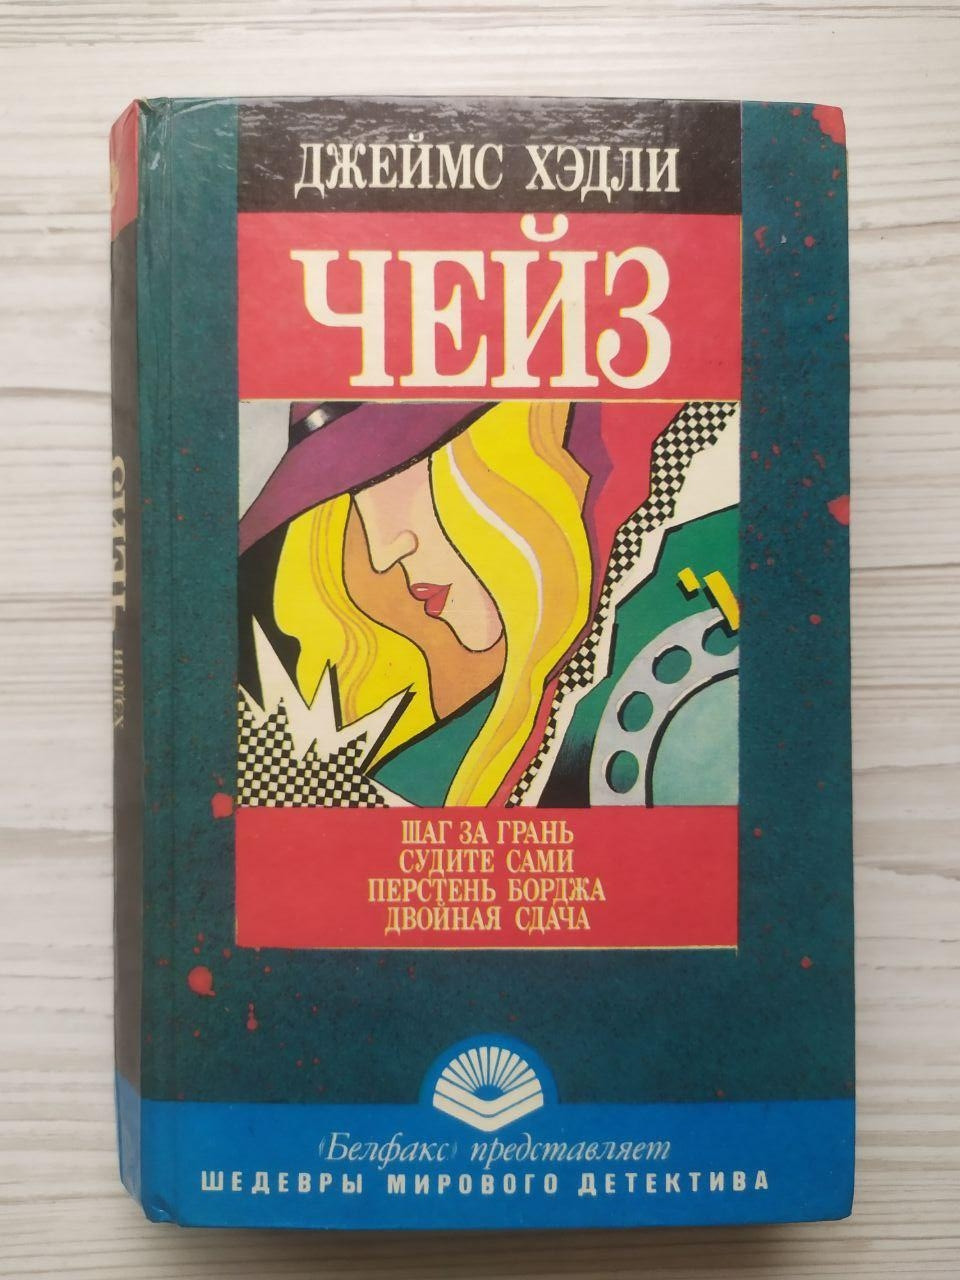 ДЖЕЙМС ХЭДЛИ
ЧЕЙЗ
ШАГ ЗА ГРАНЬ
СУДИТЕ САМИ
ПЕРСТЕНЬ БОРДЖА
ДВОЙНАЯ СДАЧА
«Белфакс» представляет
ШЕДЕВРЫ МИРОВОГО ДЕТЕКТИВА
ХЭДЛИ ЧЕЙЗ